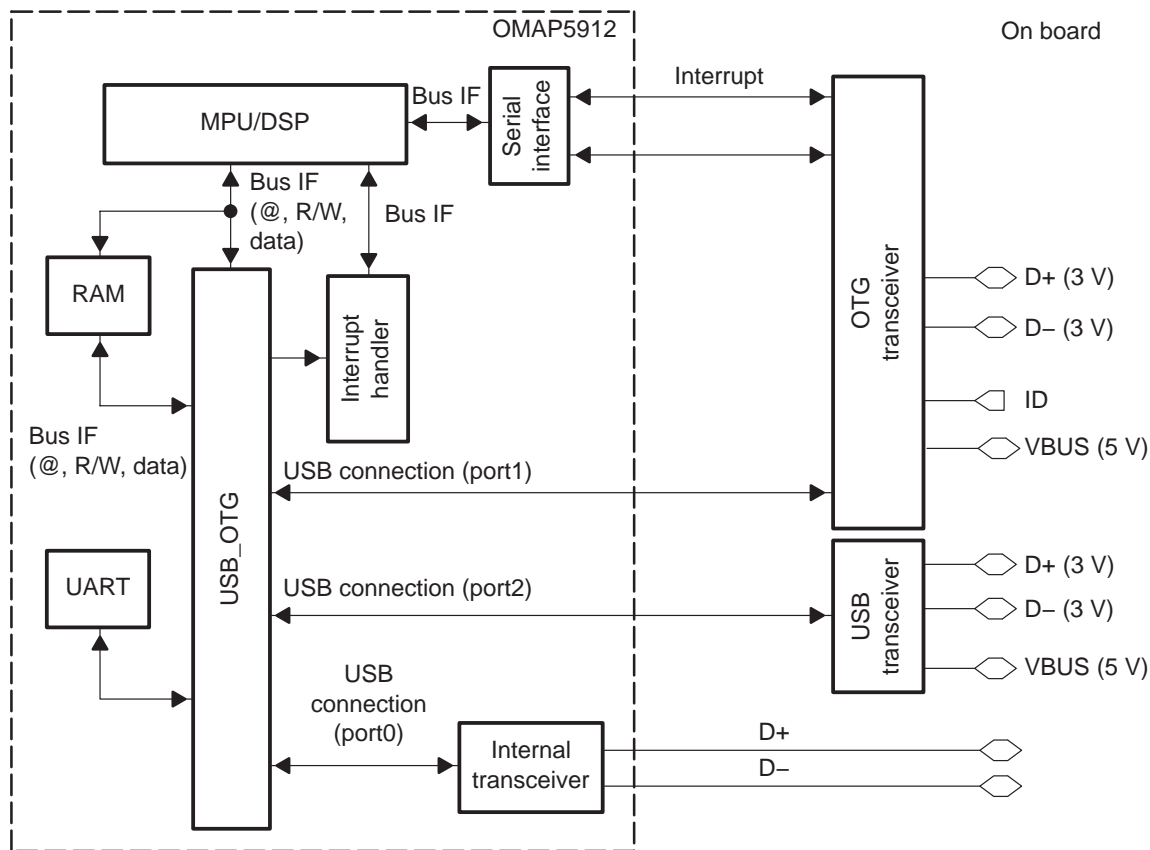 OMAP5912
On board
MPU/DSP
Bus IF
Serial
interface
Interrupt
Bus IF
(@, R/W,
data)
Bus IF
RAM
Interrupt
handler
OTG
transceiver
D+ (3 V)
D− (3 V)
ID
VBUS (5 V)
Bus IF
(@, R/W, data)
USB_OTG
USB connection (port1)
UART
USB connection (port2)
USB
transceiver
D+ (3 V)
D− (3 V)
VBUS (5 V)
USB
connection
(port0)
Internal
transceiver
D+
D−